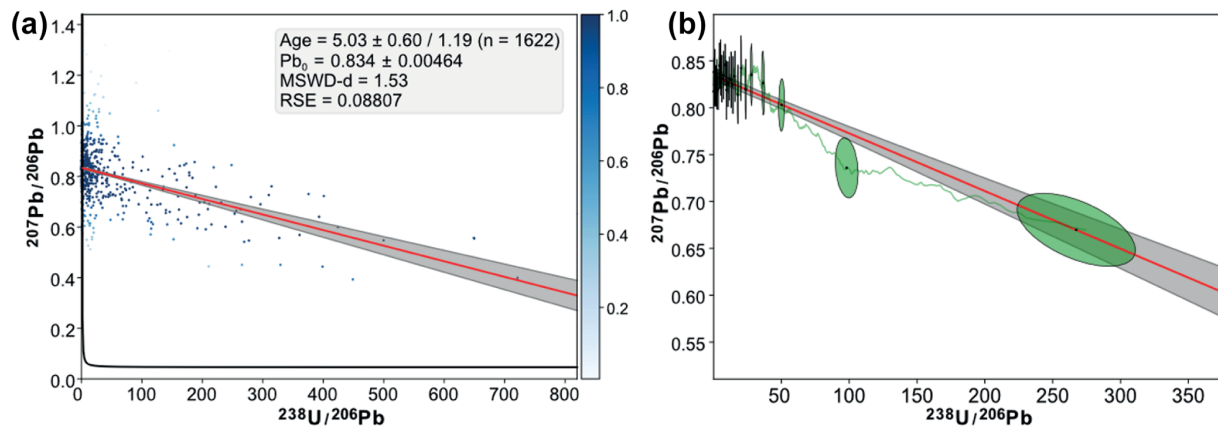 (a)
1.4
1.2
1.0
0.8
0.6
0.4
0.2
0.0
²⁰⁷Pb/²⁰⁶Pb
Age = 5.03 ± 0.60 / 1.19 (n = 1622)
Pb₀ = 0.834 ± 0.00464
MSWD-d = 1.53
RSE = 0.08807
0 100 200 300 400 500 600 700 800
²³⁸U/²⁰⁶Pb
1.0
0.8
0.6
0.4
0.2
(b)
0.85
0.80
0.75
0.70
0.65
0.60
0.55
²⁰⁷Pb/²⁰⁶Pb
50 100 150 200 250 300 350
²³⁸U/²⁰⁶Pb